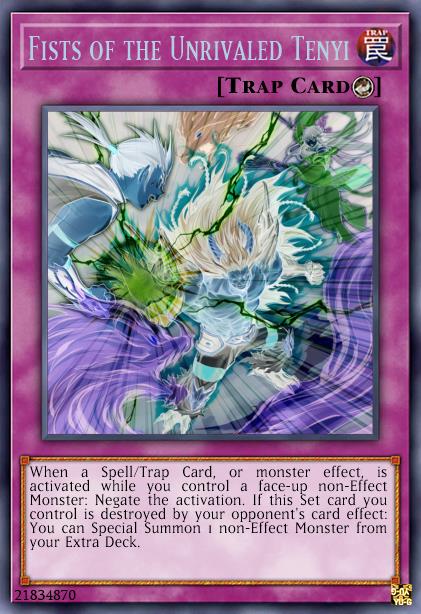 Fists of the Unrivaled Tenyi
TRAP
罠
[Trap Card]
When a Spell/Trap Card, or monster effect, is
activated while you control a face-up non-Effect
Monster: Negate the activation. If this Set card you
control is destroyed by your opponent's card effect:
You can Special Summon 1 non-Effect Monster from
your Extra Deck.
21834870